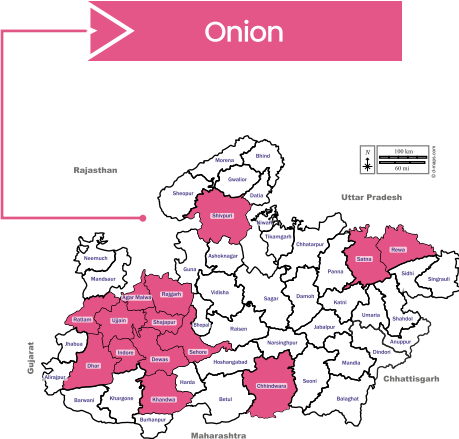 Onion
Rajasthan
Uttar Pradesh
Gujarat
Maharashtra
Chhattisgarh
N
100 km
60 mi
© d-maps.com
Morena
Bhind
Gwalior
Sheopur
Datia
Shivpuri
Niwari
Tikamgarh
Chhatarpur
Ashoknagar
Guna
Neemuch
Mandsaur
Satna
Rewa
Panna
Sidhi
Singrauli
Agar Malwa
Rajgarh
Vidisha
Sagar
Damoh
Katni
Umaria
Shahdol
Ratlam
Ujjain
Shajapur
Bhopal
Raisen
Jabalpur
Anuppur
Jhabua
Indore
Dewas
Sehore
Narsinghpur
Dindori
Dhar
Hoshangabad
Mandla
Alirajpur
Harda
Chhindwara
Seoni
Barwani
Khargone
Khandwa
Betul
Balaghat
Burhanpur